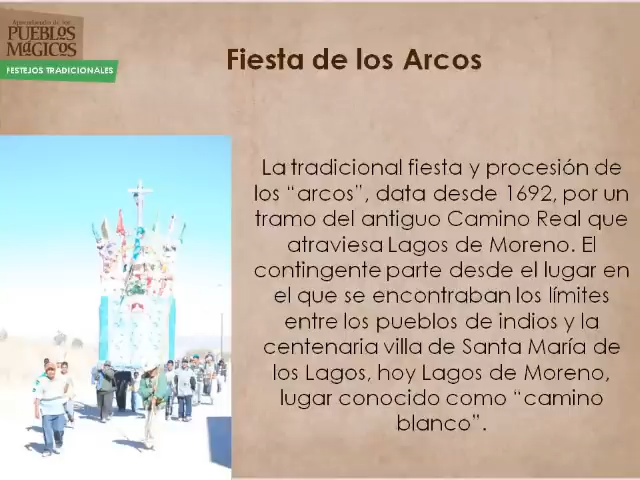 Aprendiendo de los
PUEBLOS
MáGICOS
FESTEJOS TRADICIONALES
Fiesta de los Arcos
La tradicional fiesta y procesión de
los “arcos”, data desde 1692, por un
tramo del antiguo Camino Real que
atraviesa Lagos de Moreno. El
contingente parte desde el lugar en
el que se encontraban los límites
entre los pueblos de indios y la
centenaria villa de Santa María de
los Lagos, hoy Lagos de Moreno,
lugar conocido como “camino
blanco”.